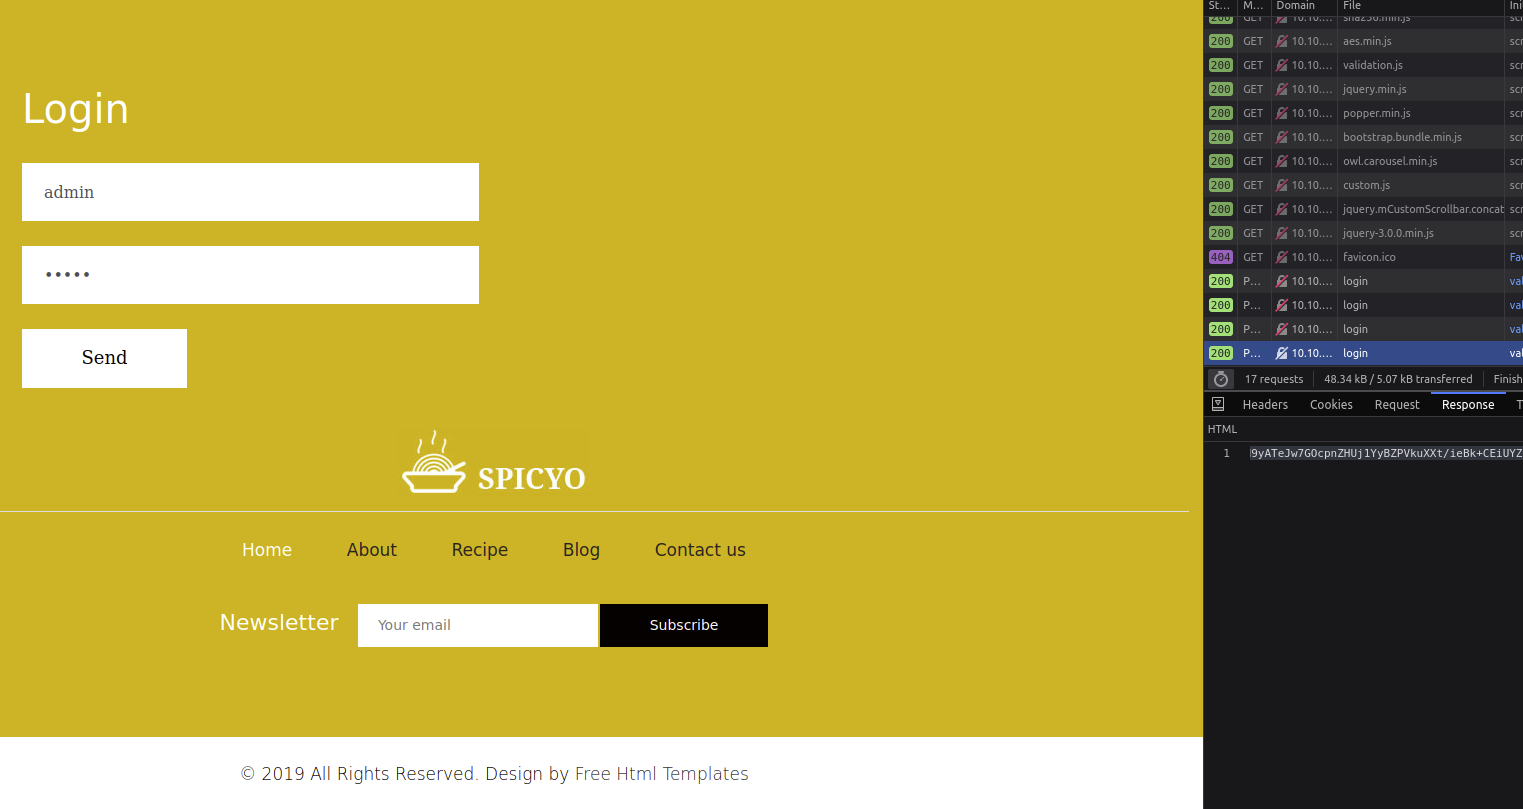 Login
admin
•••••
Send
SPICYO
Home About Recipe Blog Contact us
Newsletter Your email Subscribe
© 2019 All Rights Reserved. Design by Free Html Templates
St... M... Domain File Ini
200 GET 10.10.... sha256.min.js scr
200 GET 10.10.... aes.min.js scr
200 GET 10.10.... validation.js scr
200 GET 10.10.... jquery.min.js scr
200 GET 10.10.... popper.min.js scr
200 GET 10.10.... bootstrap.bundle.min.js scr
200 GET 10.10.... owl.carousel.min.js scr
200 GET 10.10.... custom.js scr
200 GET 10.10.... jquery.mCustomScrollbar.concat scr
200 GET 10.10.... jquery-3.0.0.min.js scr
404 GET 10.10.... favicon.ico Fav
200 P... 10.10.... login val
200 P... 10.10.... login val
200 P... 10.10.... login val
200 P... 10.10.... login val
17 requests 48.34 kB / 5.07 kB transferred Finish
Headers Cookies Request Response T
HTML
1 9yATeJw7GOcpnZHUj1YyBZPVkuXXt/ieBk+CEiUYZ